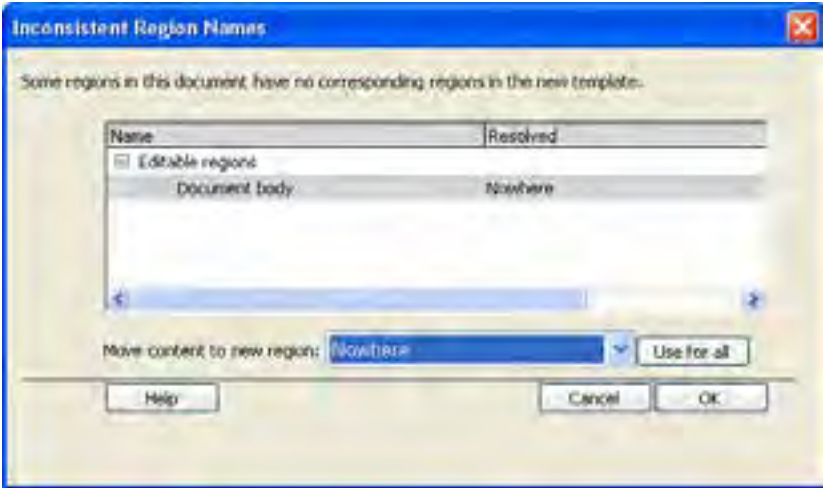 Inconsistent Region Names
Some regions in this document have no corresponding regions in the new template.
Name Resolved
Editable regions
Document body Nowhere
Move content to new region: Nowhere Use for all
Help Cancel OK